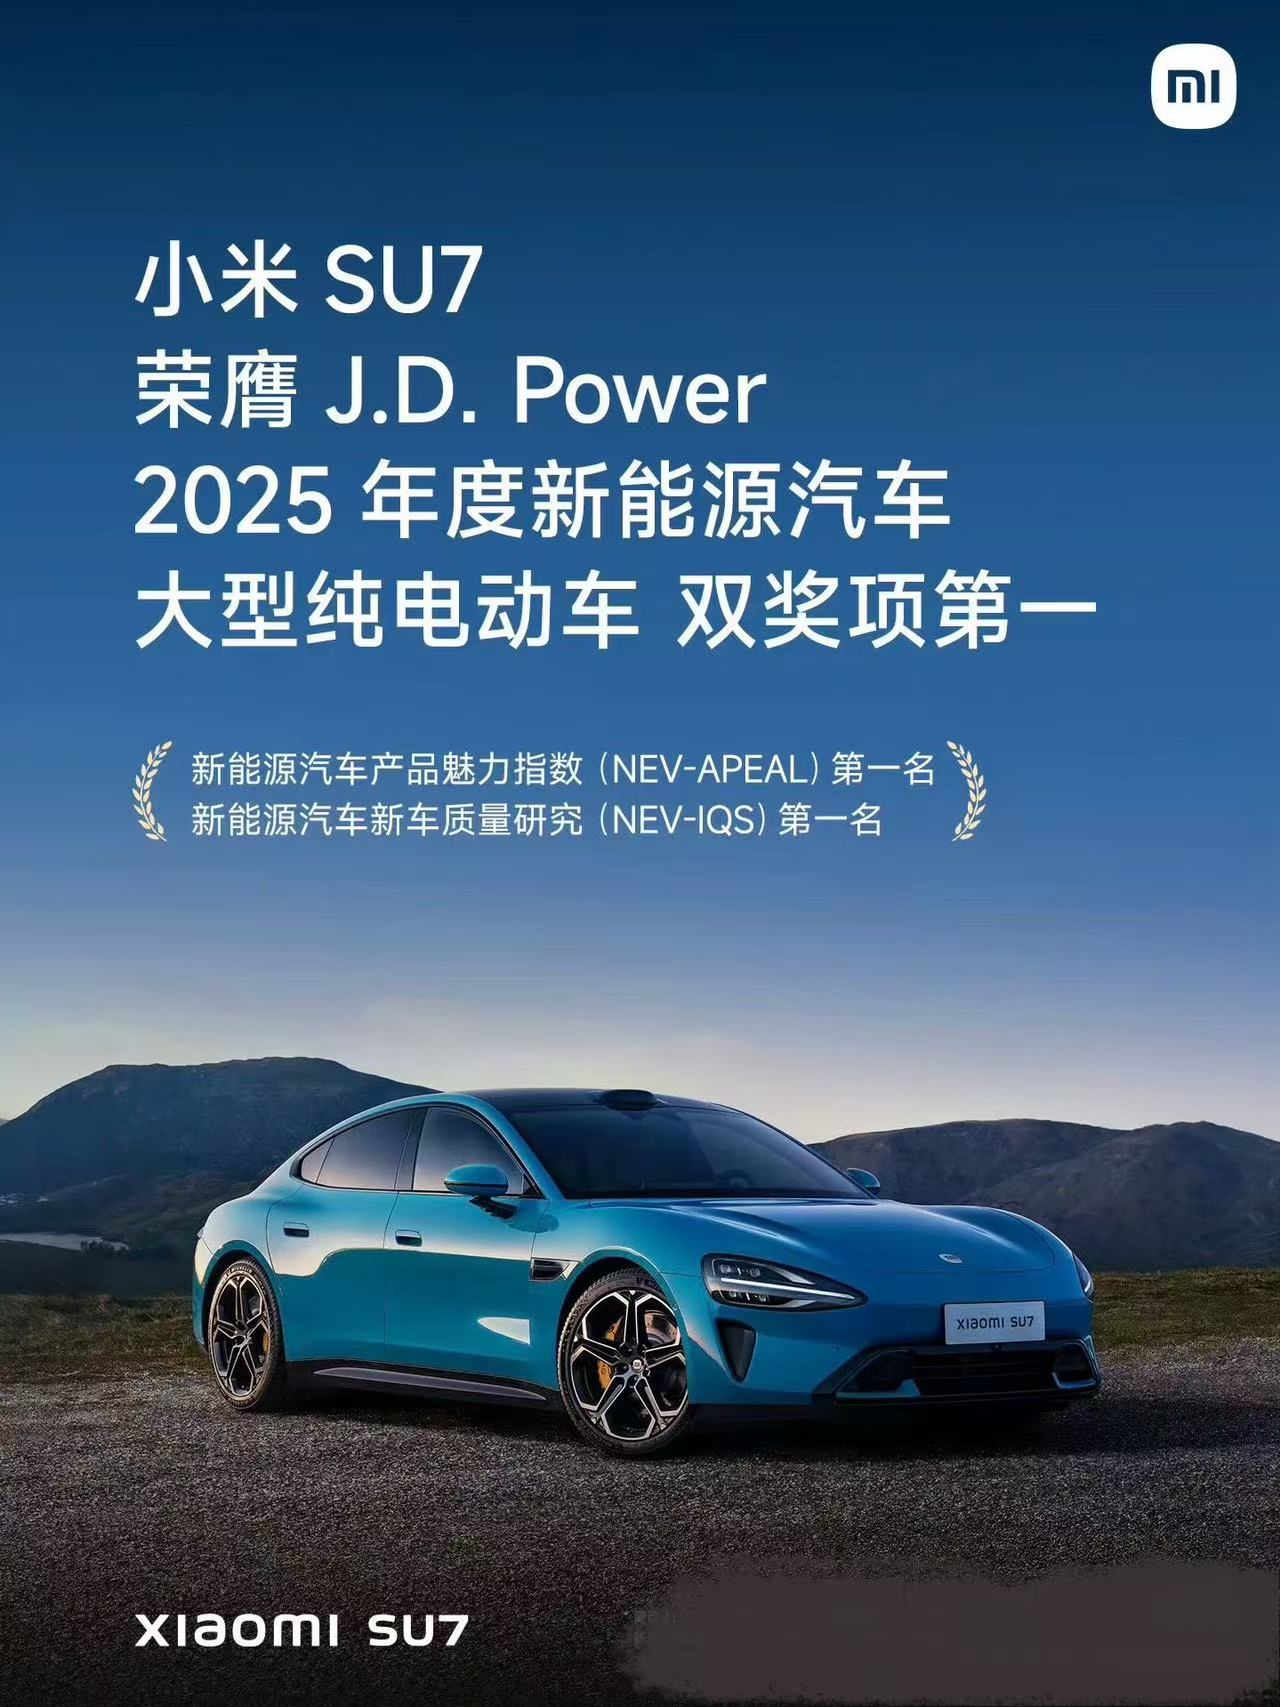 mi
小米 SU7
荣膺 J.D. Power
2025 年度新能源汽车
大型纯电动车 双奖项第一
新能源汽车产品魅力指数（NEV-APEAL）第一名
新能源汽车新车质量研究（NEV-IQS）第一名
XIAOMI SU7
XIAOMI SU7